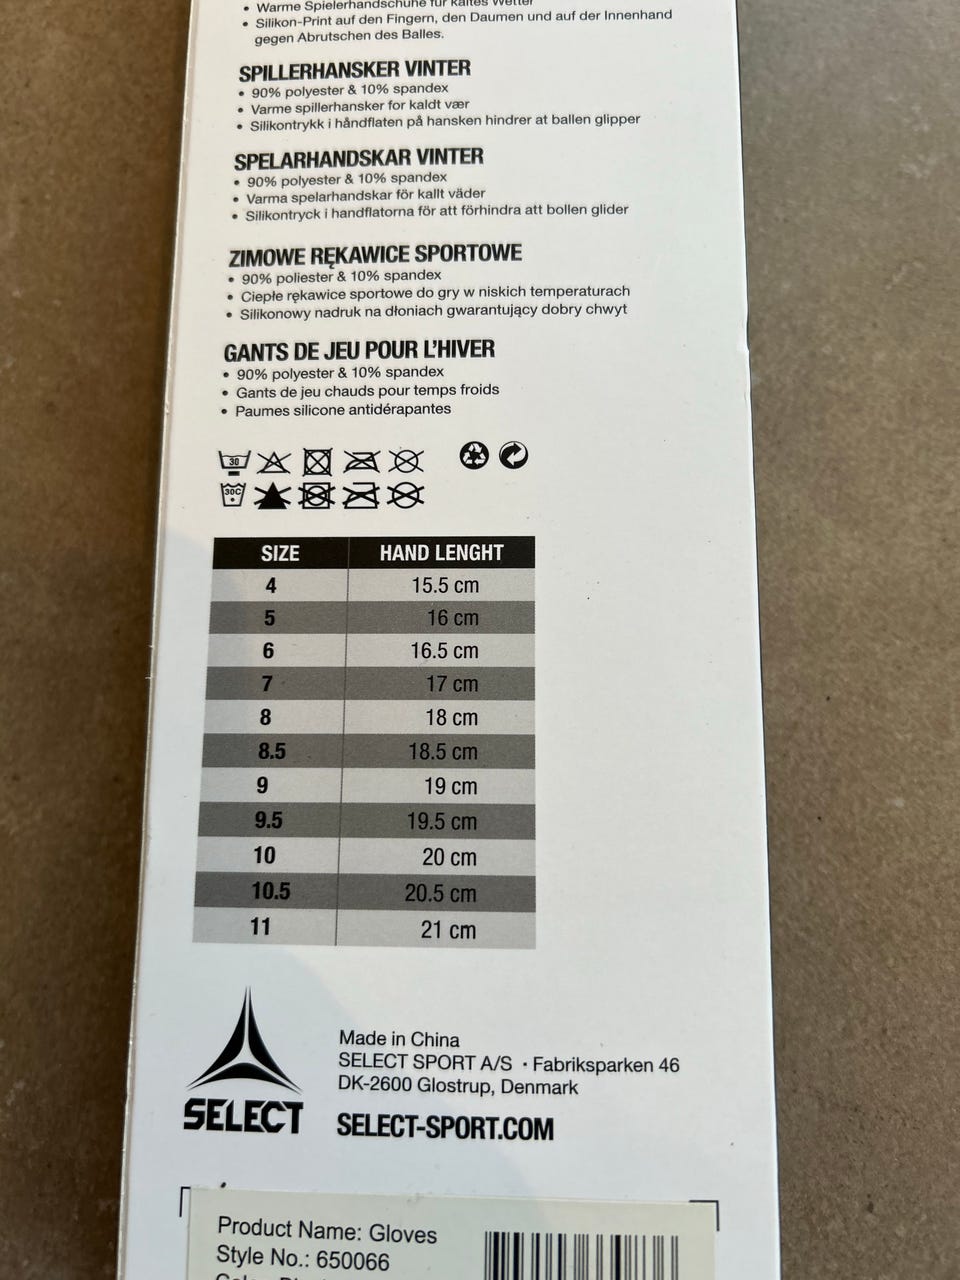 • Warme Spielerhandschuhe für kaltes Wetter
• Silikon-Print auf den Fingern, den Daumen und auf der Innenhand
gegen Abrutschen des Balles.
SPILLERHANSKER VINTER
• 90% polyester & 10% spandex
• Varme spillerhansker for kaldt vær
• Silikontrykk i håndflaten på hansken hindrer at ballen glipper
SPELARHANDSKAR VINTER
• 90% polyester & 10% spandex
• Varma spelarhandskar för kallt väder
• Silikontryck i handflatorna för att förhindra att bollen glider
ZIMOWE RĘKAWICE SPORTOWE
• 90% poliester & 10% spandex
• Ciepłe rękawice sportowe do gry w niskich temperaturach
• Silikonowy nadruk na dłoniach gwarantujący dobry chwyt
GANTS DE JEU POUR L'HIVER
• 90% polyester & 10% spandex
• Gants de jeu chauds pour temps froids
• Paumes silicone antidérapantes
30
30C
SIZE HAND LENGHT
4 15.5 cm
5 16 cm
6 16.5 cm
7 17 cm
8 18 cm
8.5 18.5 cm
9 19 cm
9.5 19.5 cm
10 20 cm
10.5 20.5 cm
11 21 cm
SELECT
Made in China
SELECT SPORT A/S · Fabriksparken 46
DK-2600 Glostrup, Denmark
SELECT-SPORT.COM
Product Name: Gloves
Style No.: 650066